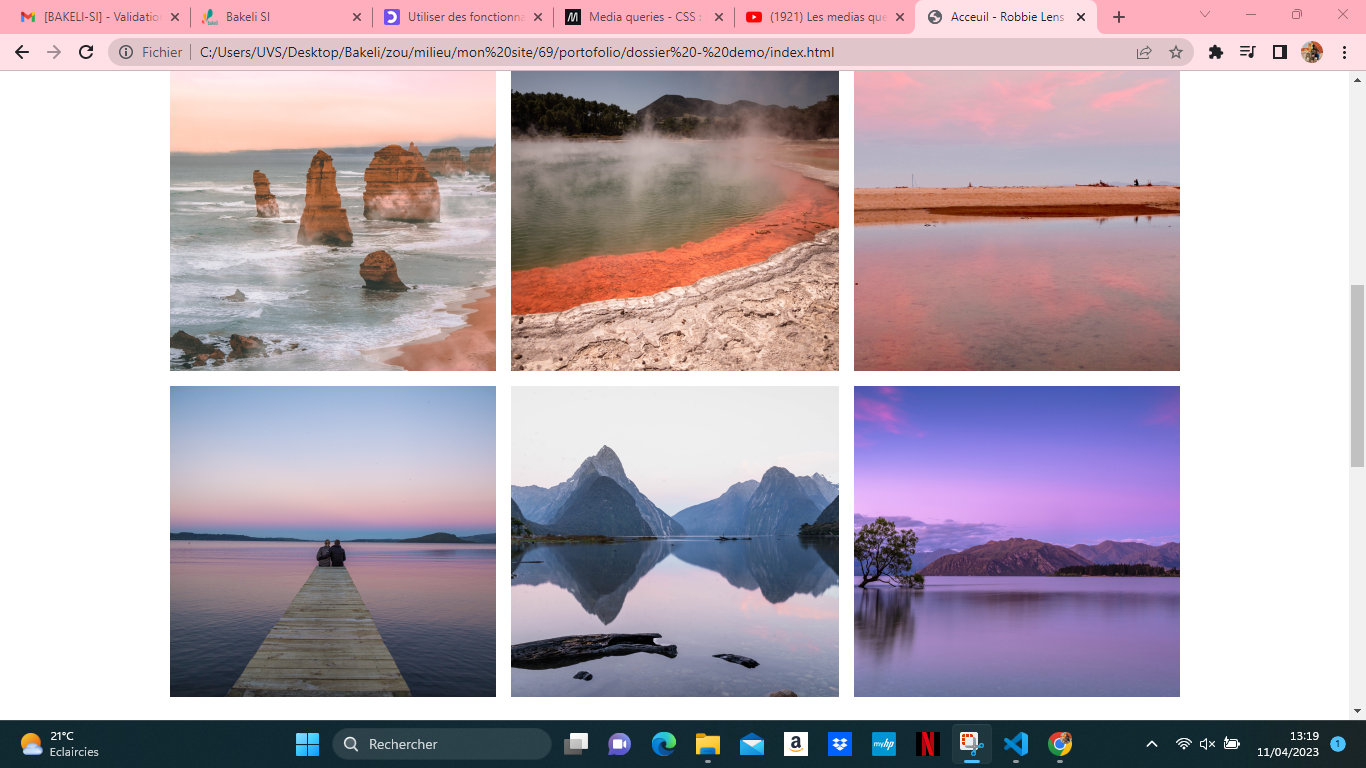 [BAKELI-SI] - Validatio
Bakeli SI
Utiliser des fonctionna
Media queries - CSS :
(1921) Les medias que
Acceuil - Robbie Lens
Fichier
C:/Users/UVS/Desktop/Bakeli/zou/milieu/mon%20site/69/portofolio/dossier%20-%20demo/index.html
21°C
Eclaircies
Rechercher
a
myhp
N
13:19
11/04/2023
1